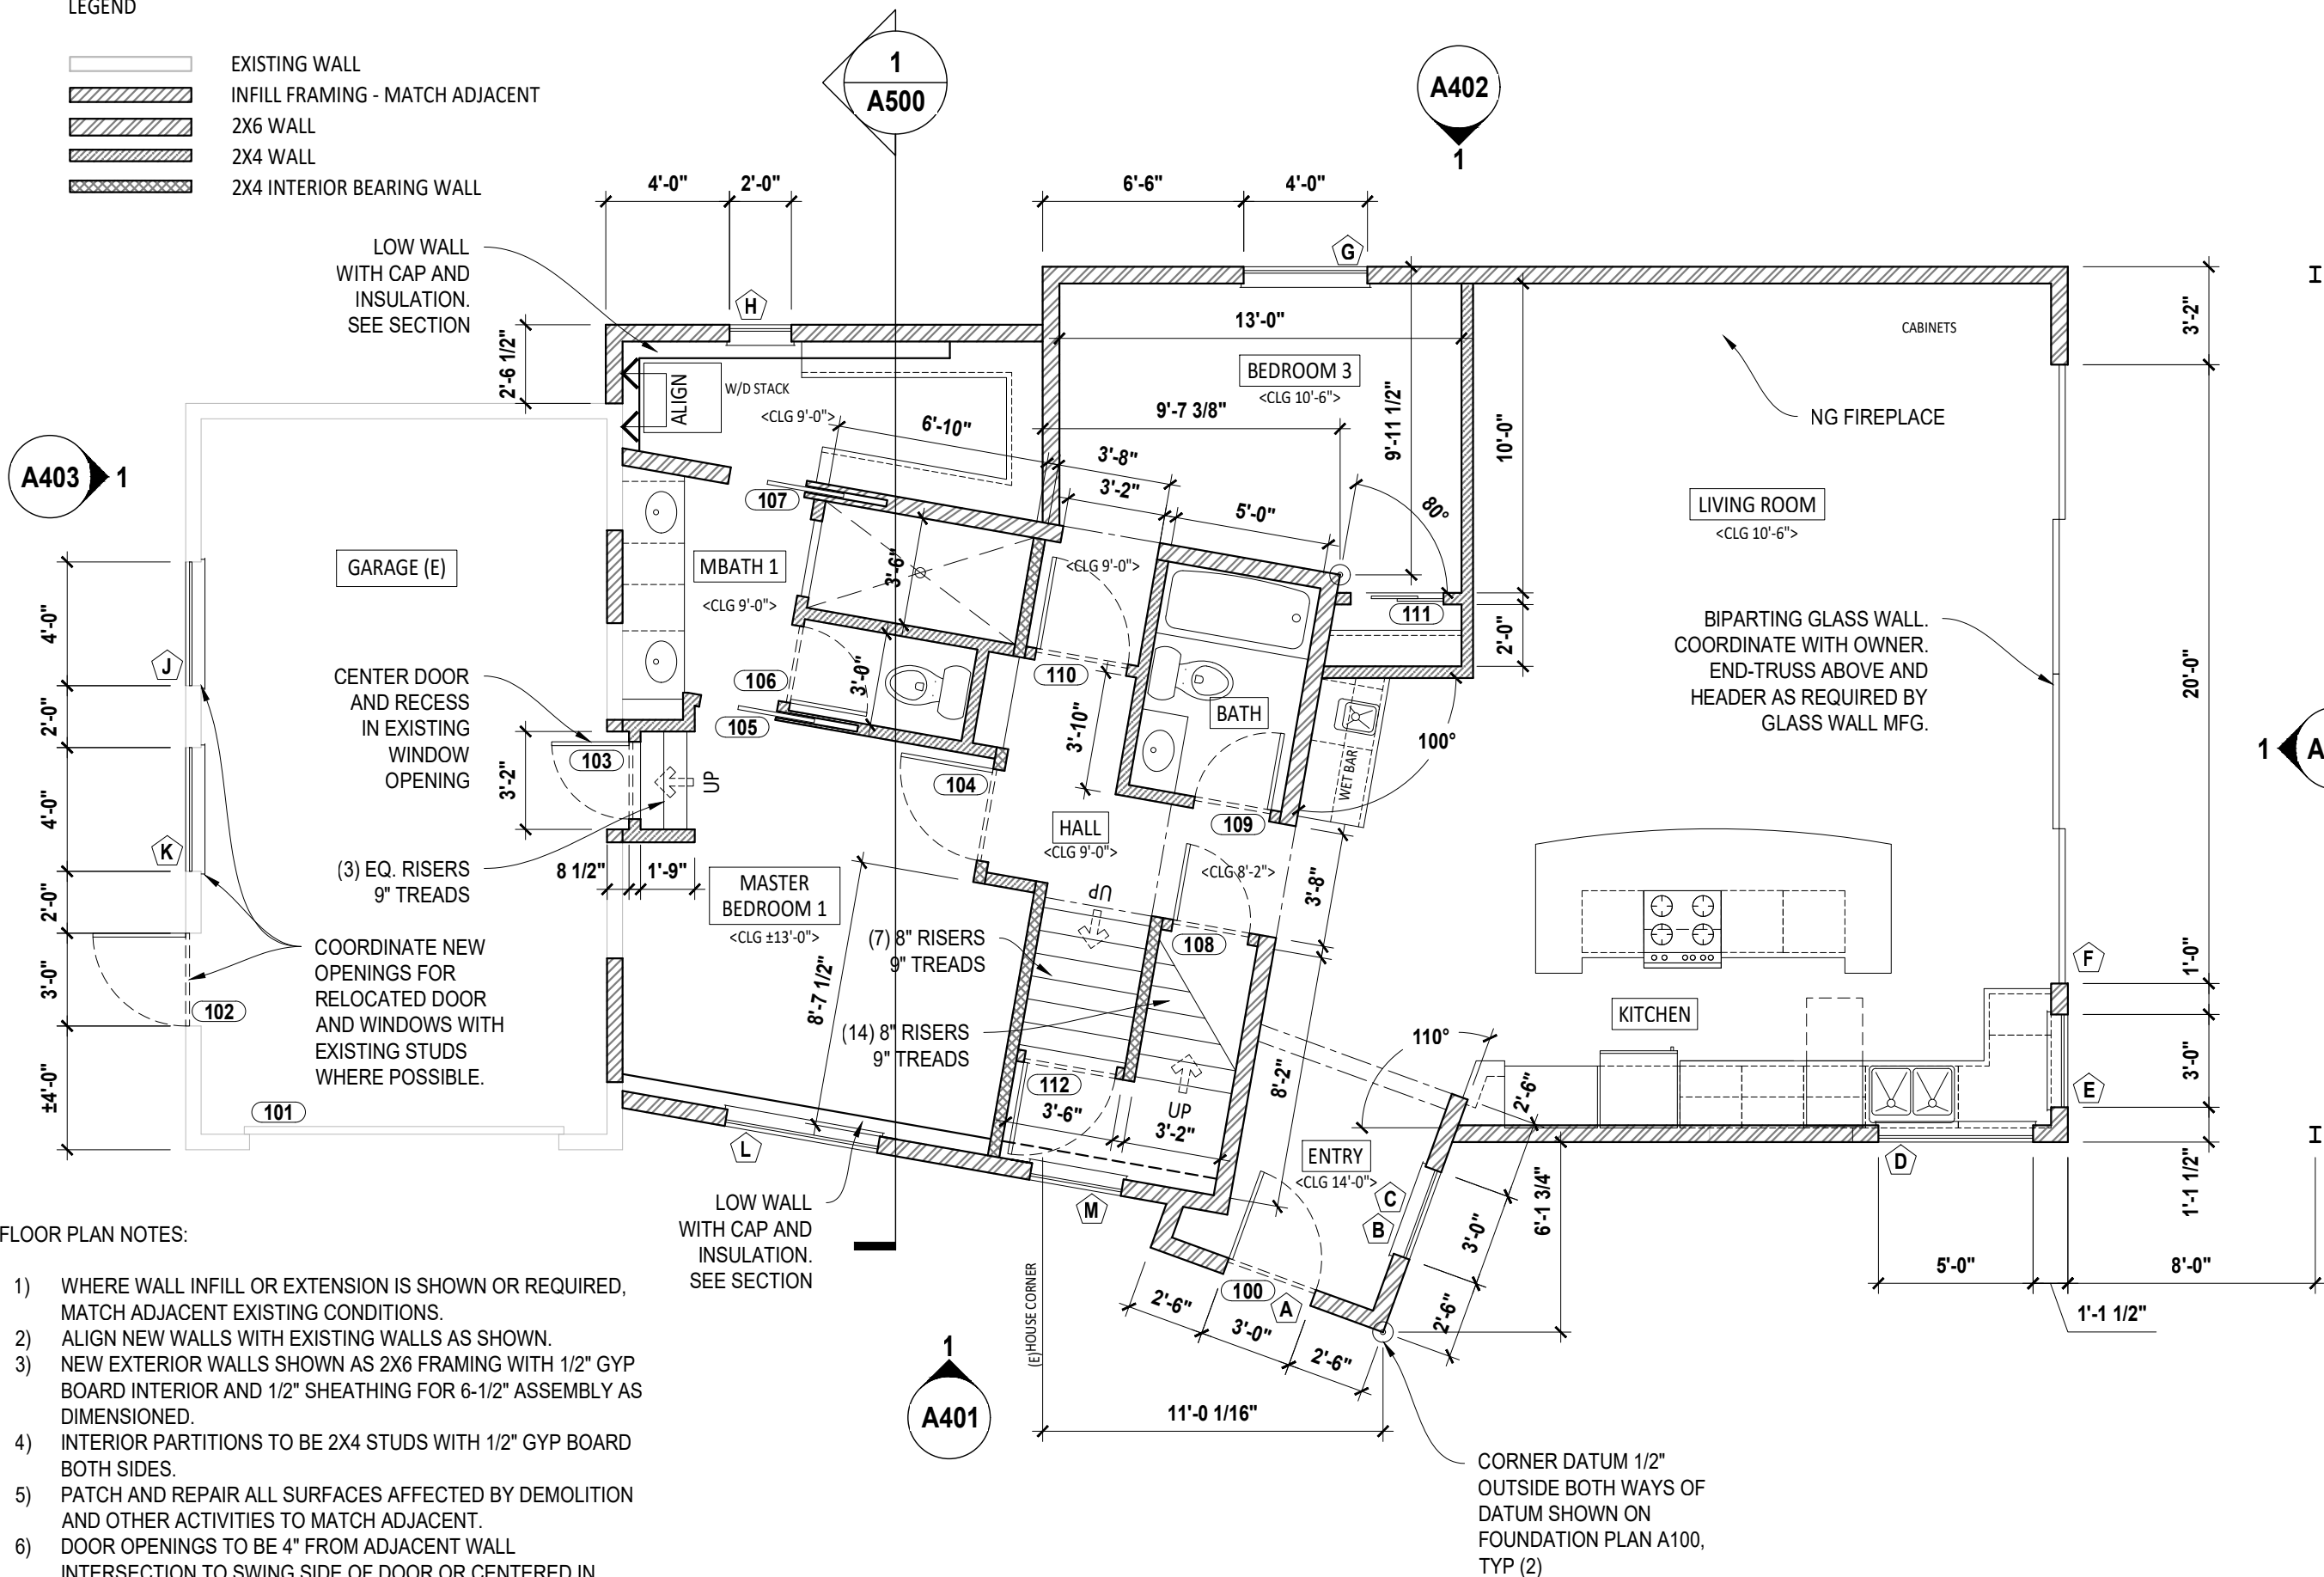 LEGEND
EXISTING WALL
INFILL FRAMING - MATCH ADJACENT
2X6 WALL
2X4 WALL
2X4 INTERIOR BEARING WALL
1
A500
A402
1
4'-0"
2'-0"
6'-6"
4'-0"
LOW WALL
WITH CAP AND
INSULATION.
SEE SECTION
G
H
2'-6 1/2"
ALIGN
W/D STACK
<CLG 9'-0">
6'-10"
13'-0"
BEDROOM 3
<CLG 10'-6">
9'-7 3/8"
9'-11 1/2"
10'-0"
CABINETS
NG FIREPLACE
3'-2"
I
A403
1
107
3'-8"
3'-2"
5'-0"
80°
LIVING ROOM
<CLG 10'-6">
GARAGE (E)
MBATH 1
<CLG 9'-0">
3'-6"
<CLG 9'-0">
111
2'-0"
BIPARTING GLASS WALL.
COORDINATE WITH OWNER.
END-TRUSS ABOVE AND
HEADER AS REQUIRED BY
GLASS WALL MFG.
20'-0"
4'-0"
J
CENTER DOOR
AND RECESS
IN EXISTING
WINDOW
OPENING
106
3'-0"
110
105
3'-10"
BATH
WET BAR
100°
1
A
2'-0"
103
3'-2"
UP
104
109
HALL
<CLG 9'-0">
<CLG 8'-2">
4'-0"
K
(3) EQ. RISERS
9" TREADS
8 1/2"
1'-9"
MASTER
BEDROOM 1
<CLG ±13'-0">
UP
3'-8"
2'-0"
COORDINATE NEW
OPENINGS FOR
RELOCATED DOOR
AND WINDOWS WITH
EXISTING STUDS
WHERE POSSIBLE.
(7) 8" RISERS
9" TREADS
108
8'-7 1/2"
(14) 8" RISERS
9" TREADS
3'-0"
102
F
1'-0"
KITCHEN
110°
8'-2"
2'-6"
3'-0"
E
±4'-0"
101
112
3'-6"
UP
3'-2"
L
M
ENTRY
<CLG 14'-0">
C
B
D
I
1'-1 1/2"
6'-1 3/4"
3'-0"
LOW WALL
WITH CAP AND
INSULATION.
SEE SECTION
(E)HOUSE CORNER
100
A
2'-6"
3'-0"
2'-6"
2'-6"
5'-0"
8'-0"
1'-1 1/2"
1
A401
11'-0 1/16"
CORNER DATUM 1/2"
OUTSIDE BOTH WAYS OF
DATUM SHOWN ON
FOUNDATION PLAN A100,
TYP (2)
FLOOR PLAN NOTES:
1) WHERE WALL INFILL OR EXTENSION IS SHOWN OR REQUIRED,
MATCH ADJACENT EXISTING CONDITIONS.
2) ALIGN NEW WALLS WITH EXISTING WALLS AS SHOWN.
3) NEW EXTERIOR WALLS SHOWN AS 2X6 FRAMING WITH 1/2" GYP
BOARD INTERIOR AND 1/2" SHEATHING FOR 6-1/2" ASSEMBLY AS
DIMENSIONED.
4) INTERIOR PARTITIONS TO BE 2X4 STUDS WITH 1/2" GYP BOARD
BOTH SIDES.
5) PATCH AND REPAIR ALL SURFACES AFFECTED BY DEMOLITION
AND OTHER ACTIVITIES TO MATCH ADJACENT.
6) DOOR OPENINGS TO BE 4" FROM ADJACENT WALL
INTERSECTION TO SWING SIDE OF DOOR OR CENTERED IN